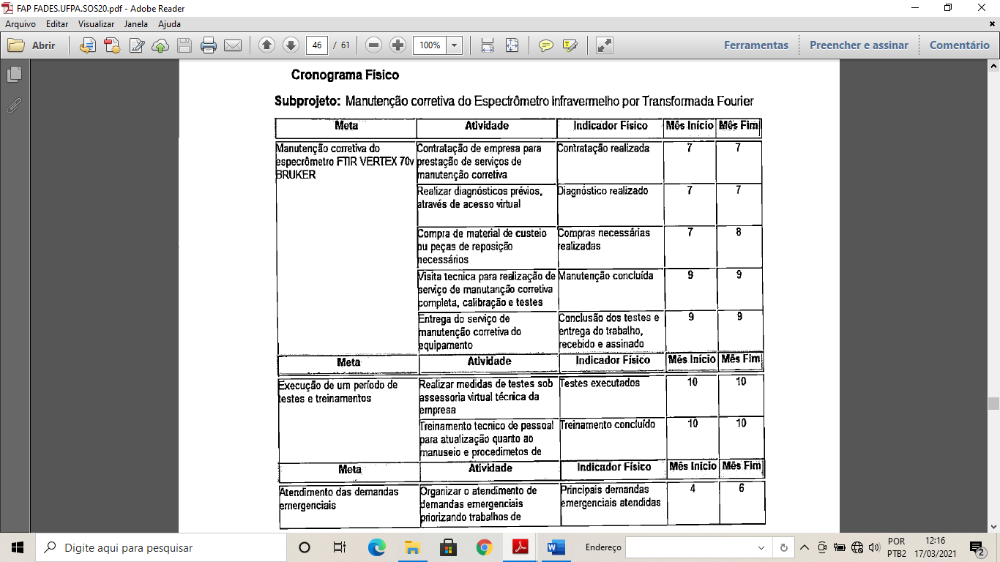 FAP FADES.UFPA.SOS20.pdf - Adobe Reader
Arquivo Editar Visualizar Janela Ajuda
Abrir 46 / 61 100% Ferramentas Preencher e assinar Comentário
Cronograma Físico
Subprojeto: Manutenção corretiva do Espectrômetro Infravermelho por Transformada Fourier
Meta Atividade Indicador Físico Mês Início Mês Fim
Manutenção corretiva do Contratação de empresa para Contratação realizada 7 7
espécrômetro FTIR VERTEX 70v prestação de serviços de
BRUKER manutenção corretiva
Realizar diagnósticos prévios, Diagnóstico realizado 7 7
através de acesso virtual
Compra de material de custeio Compras necessárias 7 8
ou peças de reposição realizadas
necessários
Visita tecnica para realização de Manutenção concluída 9 9
serviço de manutanção corretiva
completa, calibração e testes
Entrega do serviço de Conclusão dos testes e 9 9
manutenção corretiva do entrega do trabalho,
equipamento recebido e assinado
Meta Atividade Indicador Físico Mês Início Mês Fim
Execução de um período de Realizar medidas de testes sob Testes executados 10 10
testes e treinamentos assessoria virtual técnica da
empresa
Treinamento tecnico de pessoal Treinamento concluído 10 10
para atualização quanto ao
manuseio e procedimetos de
Meta Atividade Indicador Físico Mês Início Mês Fim
Atendimento das demandas Organizar o atendimento de Principais demandas 4 6
emergenciais demandas emergenciais emergenciais atendidas
priorizando trabalhos de
Digite aqui para pesquisar Endereço POR 12:16
PTB2 17/03/2021 2